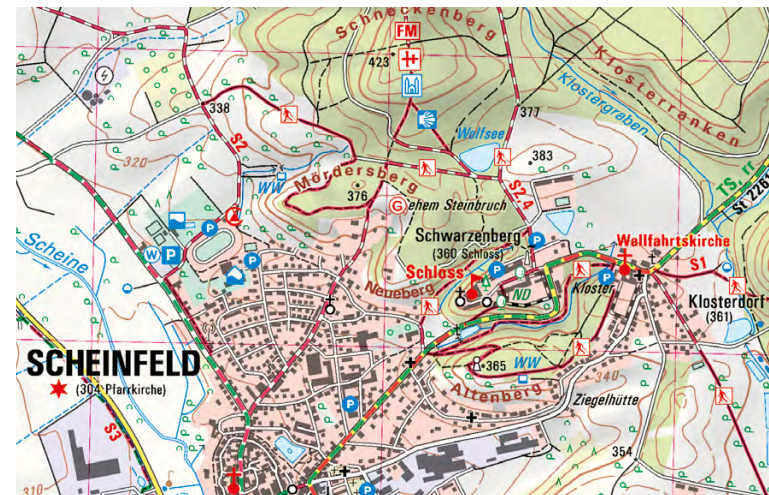 Schneckenberg
FM
423
Klosterranken
Klostergraben
377
338
S2
Wolfsee
383
TS, rr
St 2261
320
WW
Mördersberg
376
G
ehem Steinbruch
S24
Schwarzenberg
(360 Schloss)
Wallfahrtskirche
P
P
W P
Scheine
P
P
Schloss
P
S1
Neueberg
ND
Kloster
P
Klosterdorf
(361)
SCHEINFELD
(304 Pfarrkirche)
365
WW
Altenberg
340
Ziegelhütte
P
S3
354
310
P